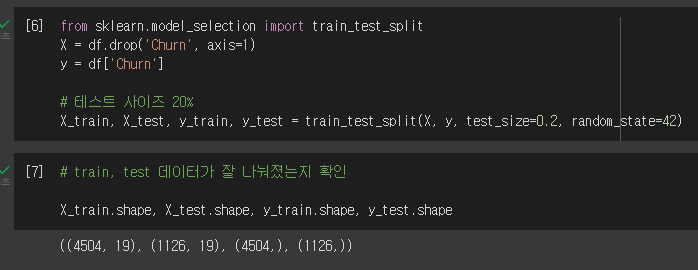 [6] from sklearn.model_selection import train_test_split
X = df.drop('Churn', axis=1)
y = df['Churn']
# 테스트 사이즈 20%
X_train, X_test, y_train, y_test = train_test_split(X, y, test_size=0.2, random_state=42)
[7] # train, test 데이터가 잘 나눠졌는지 확인
X_train.shape, X_test.shape, y_train.shape, y_test.shape
((4504, 19), (1126, 19), (4504,), (1126,))